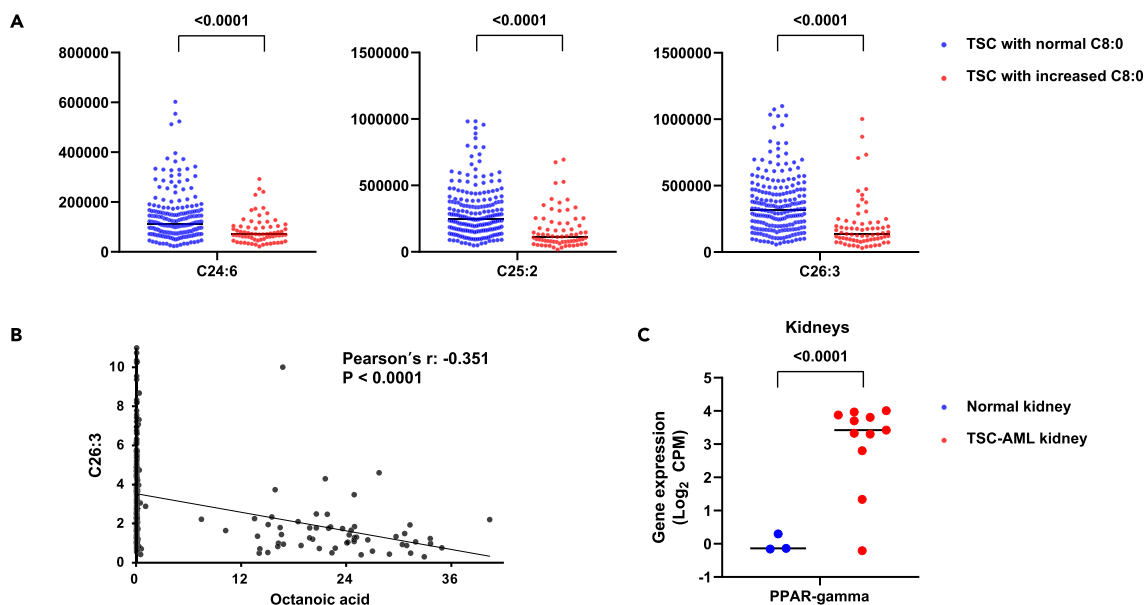 A
<0.0001
<0.0001
<0.0001
800000
600000
400000
200000
0
C24:6
1500000
1000000
500000
0
C25:2
1500000
1000000
500000
0
C26:3
TSC with normal C8:0
TSC with increased C8:0
B
Pearson's r: -0.351
P < 0.0001
C26:3
10
8
6
4
2
0
0
12
24
36
Octanoic acid
C
Kidneys
<0.0001
Gene expression
(Log2 CPM)
5
4
3
2
1
0
-1
PPAR-gamma
Normal kidney
TSC-AML kidney